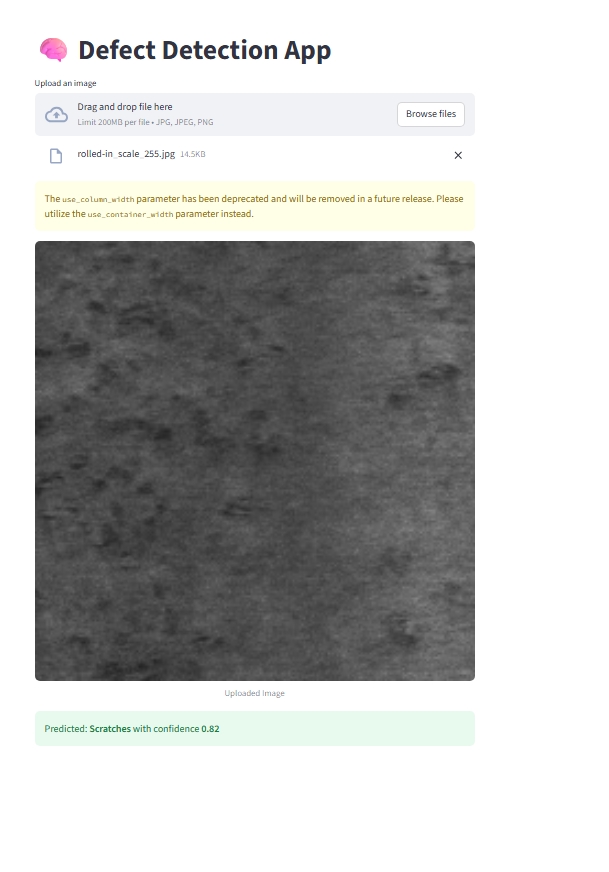 Defect Detection App
Upload an image
Drag and drop file here
Limit 200MB per file • JPG, JPEG, PNG
Browse files
rolled-in_scale_255.jpg 14.5KB
The use_column_width parameter has been deprecated and will be removed in a future release. Please
utilize the use_container_width parameter instead.
Uploaded Image
Predicted: Scratches with confidence 0.82